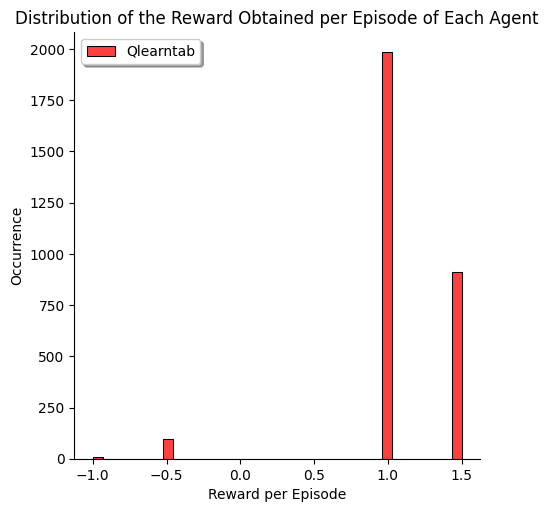 Distribution of the Reward Obtained per Episode of Each Agent
Qlearntab
2000
1750
1500
1250
1000
750
500
250
0
Occurrence
−1.0 −0.5 0.0 0.5 1.0 1.5
Reward per Episode